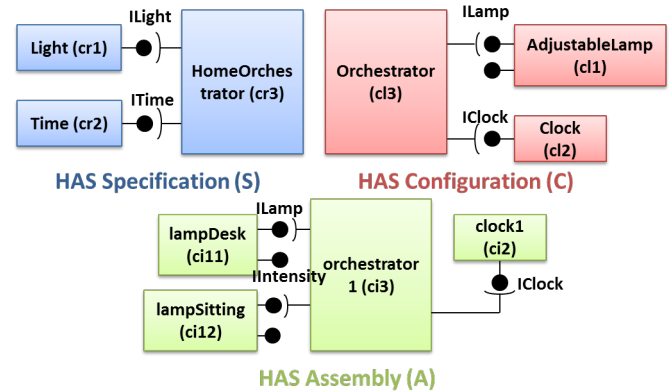 ILight
Light (cr1)
HomeOrches
trator (cr3)
ITime
Time (cr2)
HAS Specification (S)
ILamp
Orchestrator
(cl3)
AdjustableLamp
(cl1)
IClock
Clock
(cl2)
HAS Configuration (C)
ILamp
lampDesk
(ci11)
IIntensity
lampSitting
(ci12)
orchestrator
1 (ci3)
clock1
(ci2)
IClock
HAS Assembly (A)